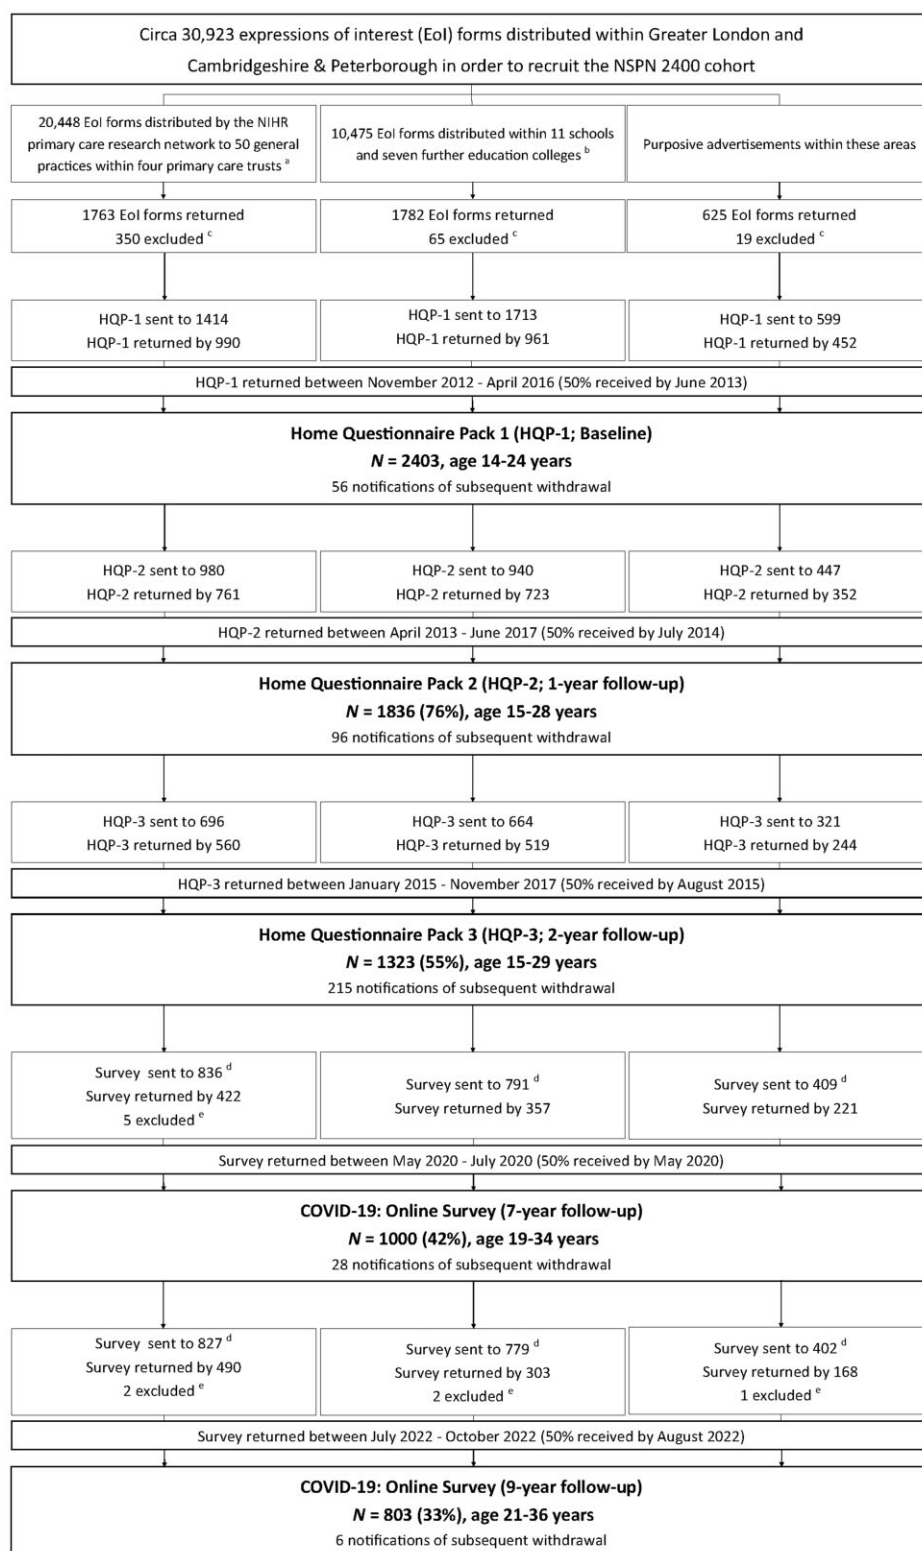 Circa 30,923 expressions of interest (EoI) forms distributed within Greater London and
Cambridgeshire & Peterborough in order to recruit the NSPN 2400 cohort
20,448 EoI forms distributed by the NIHR
primary care research network to 50 general
practices within four primary care trusts a
10,475 EoI forms distributed within 11 schools
and seven further education colleges b
Purposive advertisements within these areas
1763 EoI forms returned
350 excluded c
1782 EoI forms returned
65 excluded c
625 EoI forms returned
19 excluded c
HQP-1 sent to 1414
HQP-1 returned by 990
HQP-1 sent to 1713
HQP-1 returned by 961
HQP-1 sent to 599
HQP-1 returned by 452
HQP-1 returned between November 2012 - April 2016 (50% received by June 2013)
Home Questionnaire Pack 1 (HQP-1; Baseline)
N = 2403, age 14-24 years
56 notifications of subsequent withdrawal
HQP-2 sent to 980
HQP-2 returned by 761
HQP-2 sent to 940
HQP-2 returned by 723
HQP-2 sent to 447
HQP-2 returned by 352
HQP-2 returned between April 2013 - June 2017 (50% received by July 2014)
Home Questionnaire Pack 2 (HQP-2; 1-year follow-up)
N = 1836 (76%), age 15-28 years
96 notifications of subsequent withdrawal
HQP-3 sent to 696
HQP-3 returned by 560
HQP-3 sent to 664
HQP-3 returned by 519
HQP-3 sent to 321
HQP-3 returned by 244
HQP-3 returned between January 2015 - November 2017 (50% received by August 2015)
Home Questionnaire Pack 3 (HQP-3; 2-year follow-up)
N = 1323 (55%), age 15-29 years
215 notifications of subsequent withdrawal
Survey sent to 836 d
Survey returned by 422
5 excluded e
Survey sent to 791 d
Survey returned by 357
Survey sent to 409 d
Survey returned by 221
Survey returned between May 2020 - July 2020 (50% received by May 2020)
COVID-19: Online Survey (7-year follow-up)
N = 1000 (42%), age 19-34 years
28 notifications of subsequent withdrawal
Survey sent to 827 d
Survey returned by 490
2 excluded e
Survey sent to 779 d
Survey returned by 303
2 excluded e
Survey sent to 402 d
Survey returned by 168
1 excluded e
Survey returned between July 2022 - October 2022 (50% received by August 2022)
COVID-19: Online Survey (9-year follow-up)
N = 803 (33%), age 21-36 years
6 notifications of subsequent withdrawal